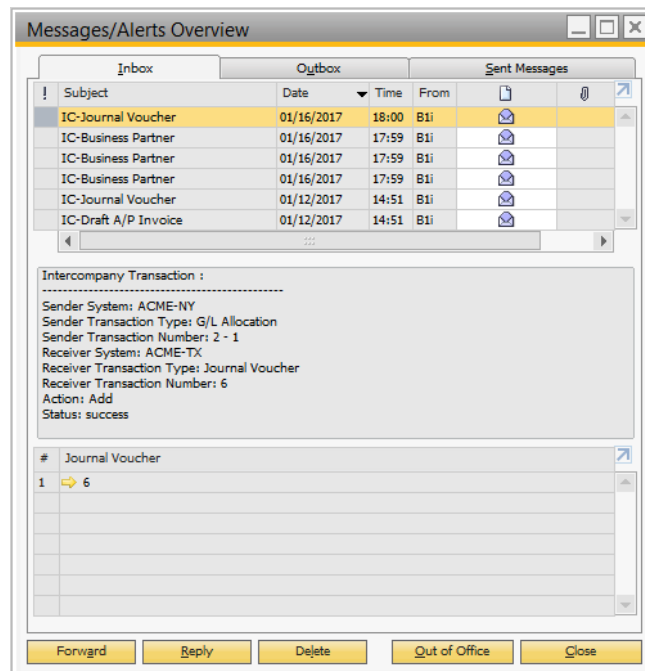 Messages/Alerts Overview
Inbox Outbox Sent Messages
! Subject Date Time From
IC-Journal Voucher 01/16/2017 18:00 B1i
IC-Business Partner 01/16/2017 17:59 B1i
IC-Business Partner 01/16/2017 17:59 B1i
IC-Business Partner 01/16/2017 17:59 B1i
IC-Journal Voucher 01/12/2017 14:51 B1i
IC-Draft A/P Invoice 01/12/2017 14:51 B1i
Intercompany Transaction :
------------------------------------------------
Sender System: ACME-NY
Sender Transaction Type: G/L Allocation
Sender Transaction Number: 2 - 1
Receiver System: ACME-TX
Receiver Transaction Type: Journal Voucher
Receiver Transaction Number: 6
Action: Add
Status: success
# Journal Voucher
1 6
Forward Reply Delete Out of Office Close